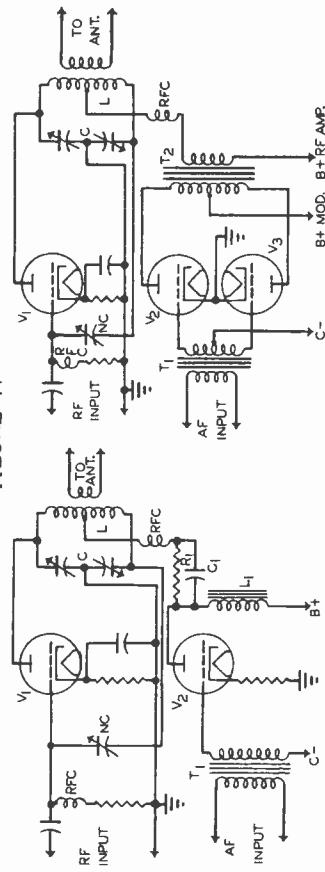 TO
ANT.
V1
L
C
NC
RFC
RF
INPUT
RFC
R1
C1
V2
L1
T1
AF
INPUT
C-
B+
TO
ANT.
V1
L
C
NC
RFC
RF
INPUT
RFC
T2
V2
V3
T1
AF
INPUT
C-
B+ MOD.
B+ RF AMP.